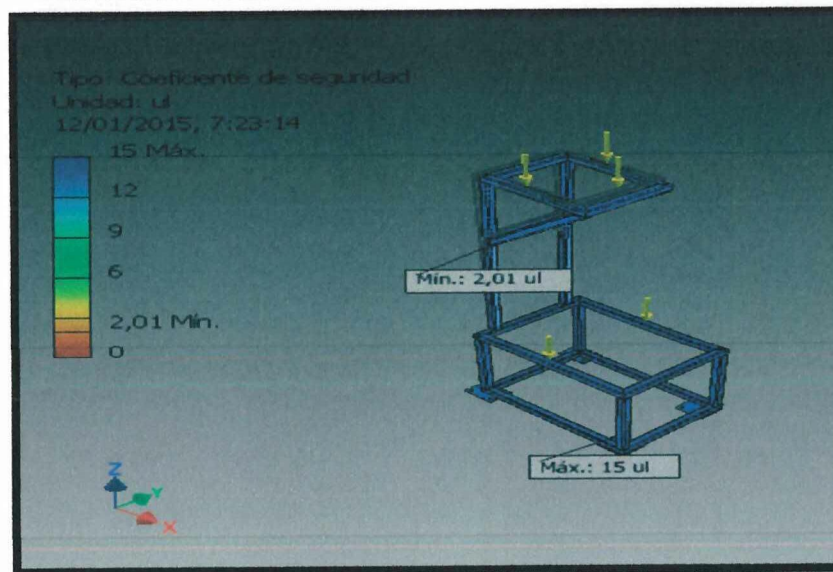 Tipo: Coeficiente de seguridad
Unidad: ul
12/01/2015, 7:23:14
15 Máx.
12
9
6
2,01 Mín.
0
Mín.: 2,01 ul
Máx.: 15 ul
Z
Y
X